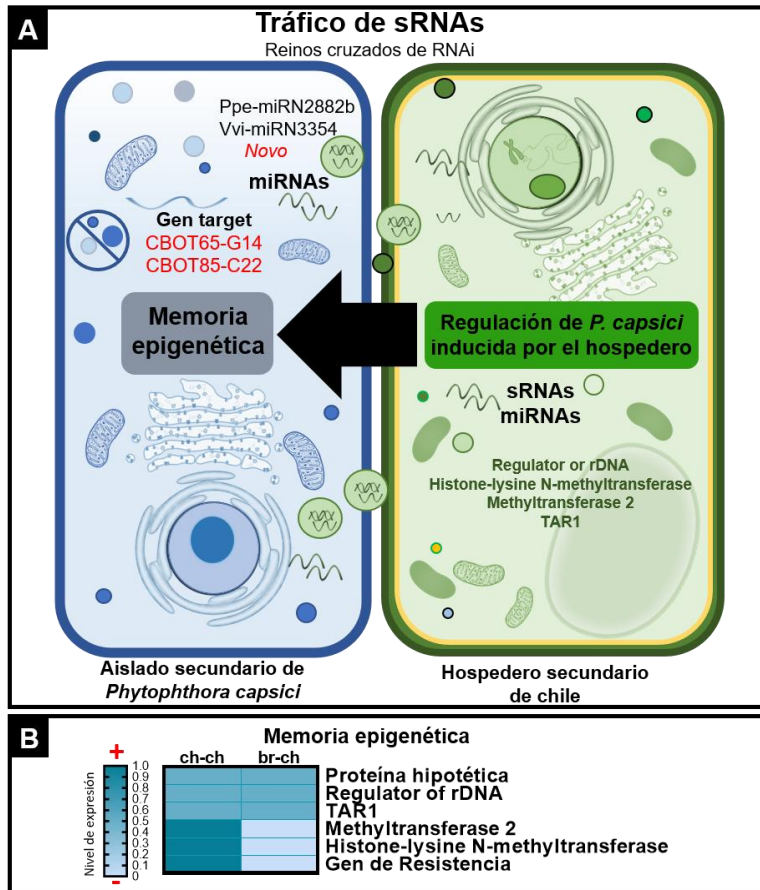 A
Tráfico de sRNAs
Reinos cruzados de RNAi
Ppe-miRN2882b
Vvi-miRN3354
Novo
miRNAs
Gen target
CBOT65-G14
CBOT85-C22
Memoria
epigenética
Regulación de P. capsici
inducida por el hospedero
sRNAs
miRNAs
Regulator or rDNA
Histone-lysine N-methyltransferase
Methyltransferase 2
TAR1
Aislado secundario de
Phytophthora capsici
Hospedero secundario
de chile
B
Memoria epigenética
+
ch-ch
br-ch
Nivel de expresión
1.0
0.9
0.8
0.7
0.6
0.5
0.4
0.3
0.2
0.1
0
-
Proteína hipotética
Regulator of rDNA
TAR1
Methyltransferase 2
Histone-lysine N-methyltransferase
Gen de Resistencia